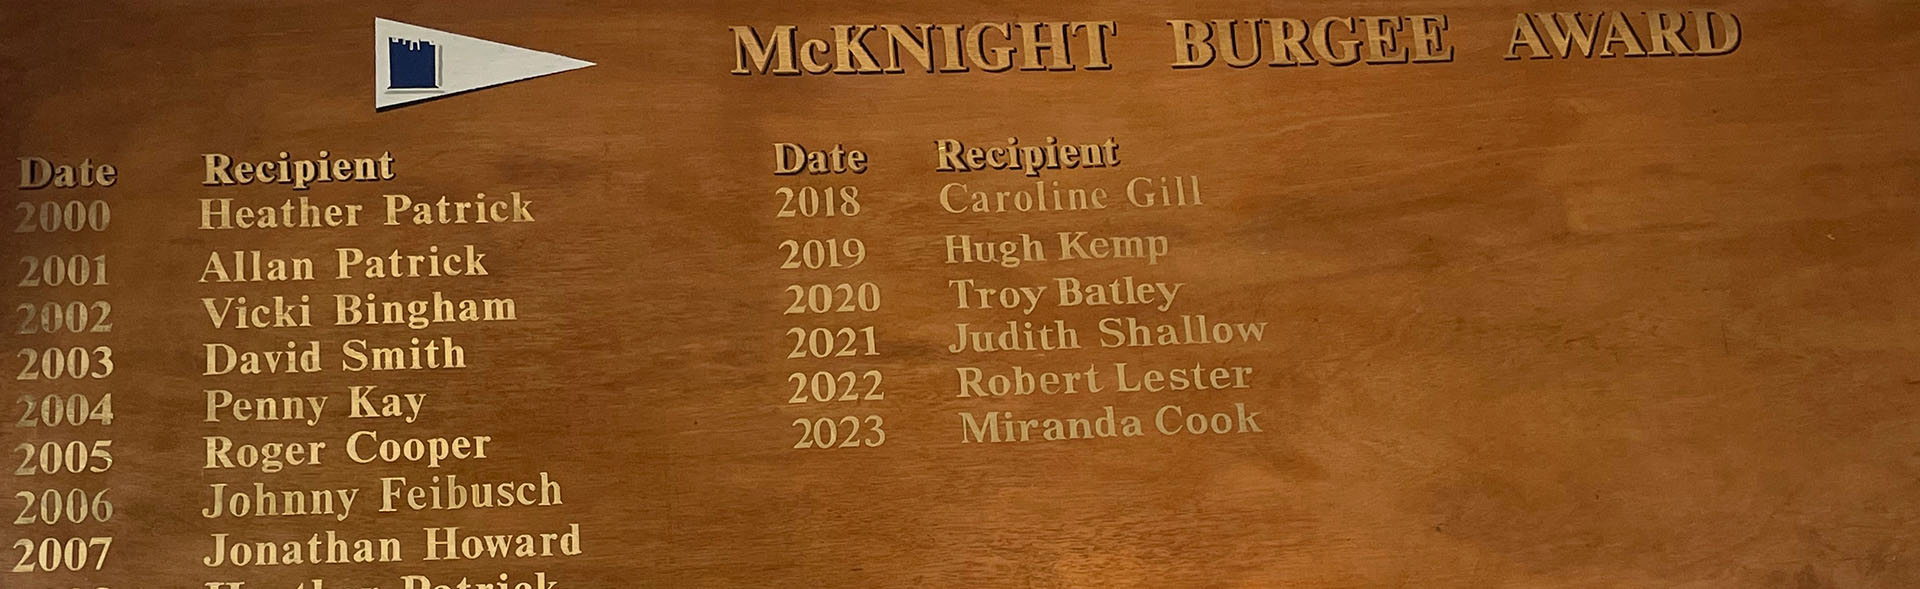 McKNIGHT BURGEE AWARD
Date Recipient
2000 Heather Patrick
2001 Allan Patrick
2002 Vicki Bingham
2003 David Smith
2004 Penny Kay
2005 Roger Cooper
2006 Johnny Feibusch
2007 Jonathan Howard
Heather Patrick
Date Recipient
2018 Caroline Gill
2019 Hugh Kemp
2020 Troy Batley
2021 Judith Shallow
2022 Robert Lester
2023 Miranda Cook